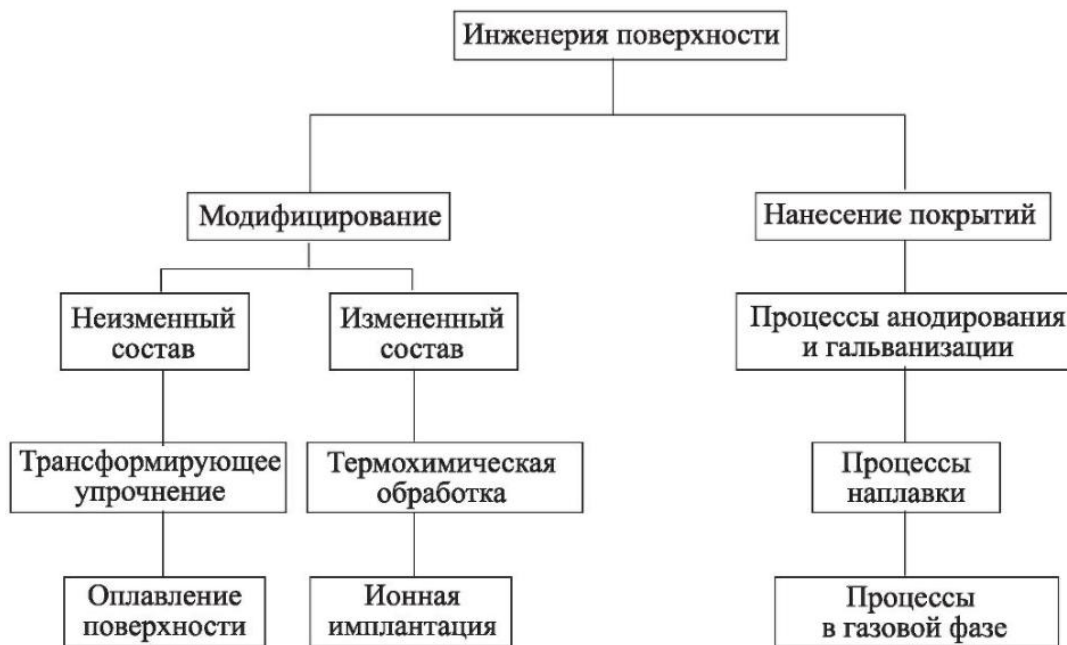 Инженерия поверхности
Модифицирование
Нанесение покрытий
Неизменный
состав
Измененный
состав
Процессы анодирования
и гальванизации
Трансформирующее
упрочнение
Термохимическая
обработка
Процессы
наплавки
Оплавление
поверхности
Ионная
имплантация
Процессы
в газовой фазе